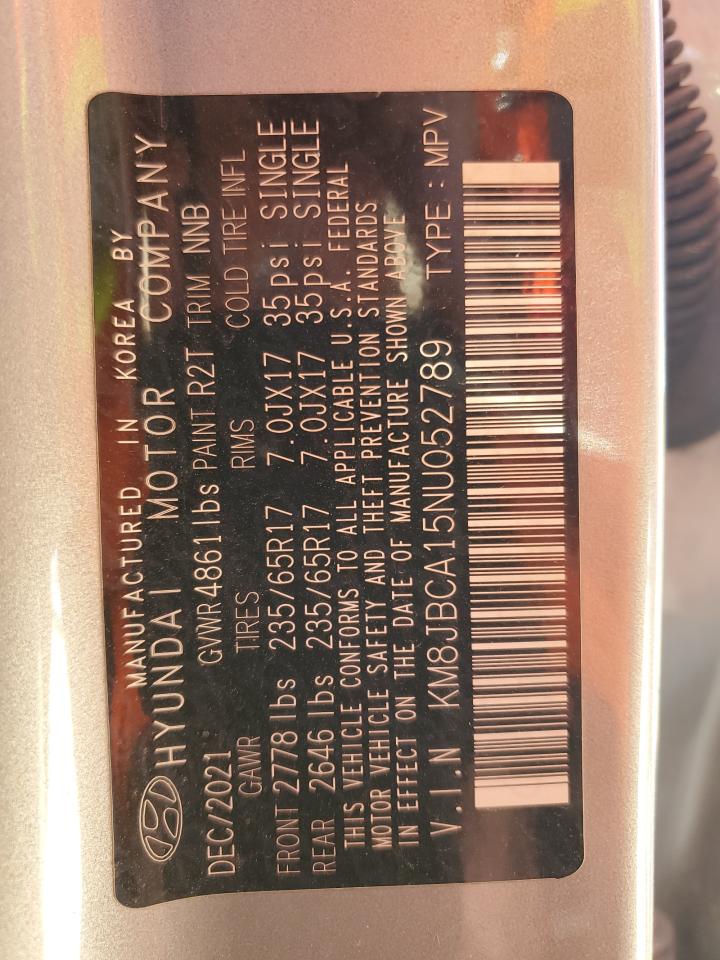 MANUFACTURED IN KOREA BY
HYUNDAI MOTOR COMPANY
DEC/2021 GVWR4861 lbs PAINT R2T TRIM NNB
GAWR TIRES RIMS COLD TIRE INFL
FRONT 2778 lbs 235/65R17 7.0JX17 35psi SINGLE
REAR 2646 lbs 235/65R17 7.0JX17 35psi SINGLE
THIS VEHICLE CONFORMS TO ALL APPLICABLE U.S.A. FEDERAL
MOTOR VEHICLE SAFETY AND THEFT PREVENTION STANDARDS
IN EFFECT ON THE DATE OF MANUFACTURE SHOWN ABOVE
V.I.N KM8JBCA15NU052789 TYPE : MPV